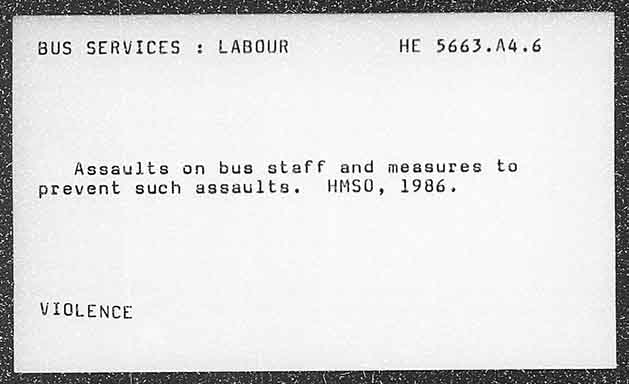 BUS SERVICES : LABOUR HE 5663.A4.6
Assaults on bus staff and measures to
prevent such assaults. HMSO, 1986.
VIOLENCE